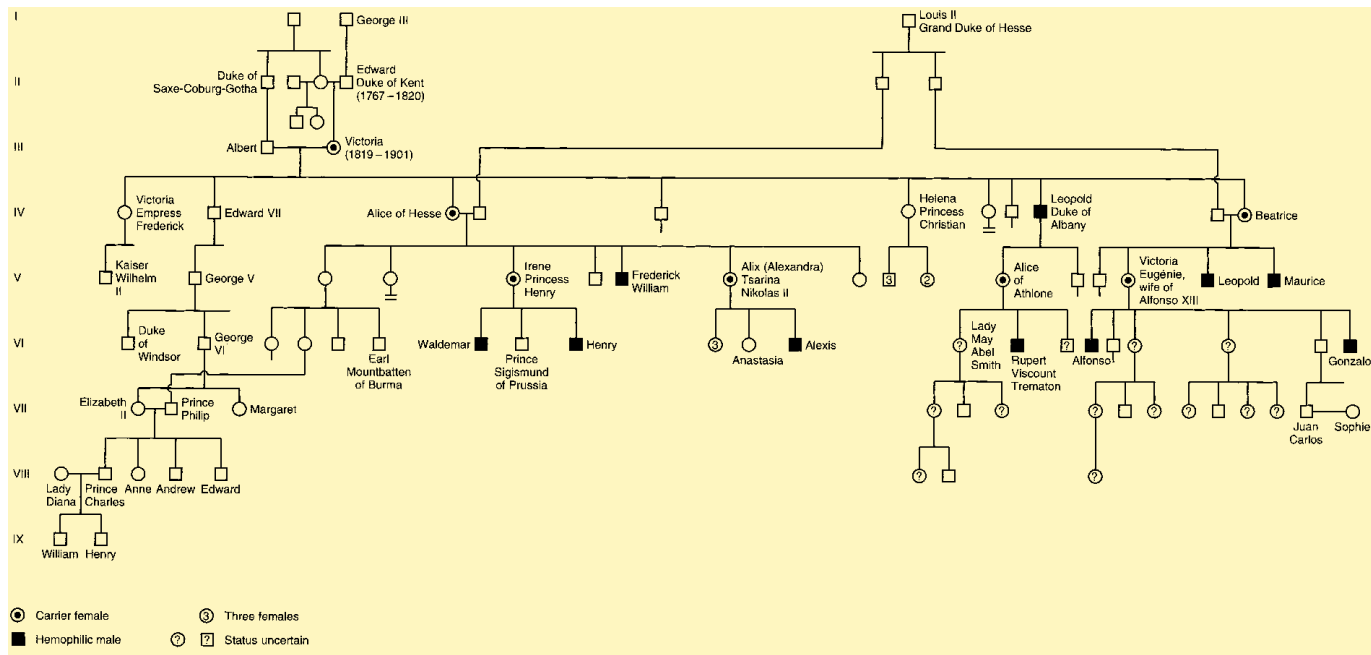 I
George III
Louis II
Grand Duke of Hesse
II
Duke of
Saxe-Coburg-Gotha
Edward
Duke of Kent
(1767–1820)
III
Albert
Victoria
(1819–1901)
IV
Victoria
Empress
Frederick
Edward VII
Alice of Hesse
Helena
Princess
Christian
Leopold
Duke of
Albany
Beatrice
V
Kaiser
Wilhelm
II
George V
Irene
Princess
Henry
Frederick
William
Alix (Alexandra)
Tsarina
Nikolas II
3
2
Alice
of
Athlone
Victoria
Eugénie,
wife of
Alfonso XIII
Leopold
Maurice
VI
Duke
of
Windsor
George
VI
Earl
Mountbatten
of Burma
Waldemar
Prince
Sigismund
of Prussia
Henry
3
Anastasia
Alexis
?
Lady
May
Abel
Smith
Rupert
Viscount
Trematon
?
Alfonso
?
?
Gonzalo
VII
Elizabeth
II
Prince
Philip
Margaret
?
?
?
?
?
?
?
Juan
Carlos
Sophie
VIII
Lady
Diana
Prince
Charles
Anne
Andrew
Edward
?
?
IX
William
Henry
Carrier female
3
Three females
Hemophilic male
?
?
Status uncertain